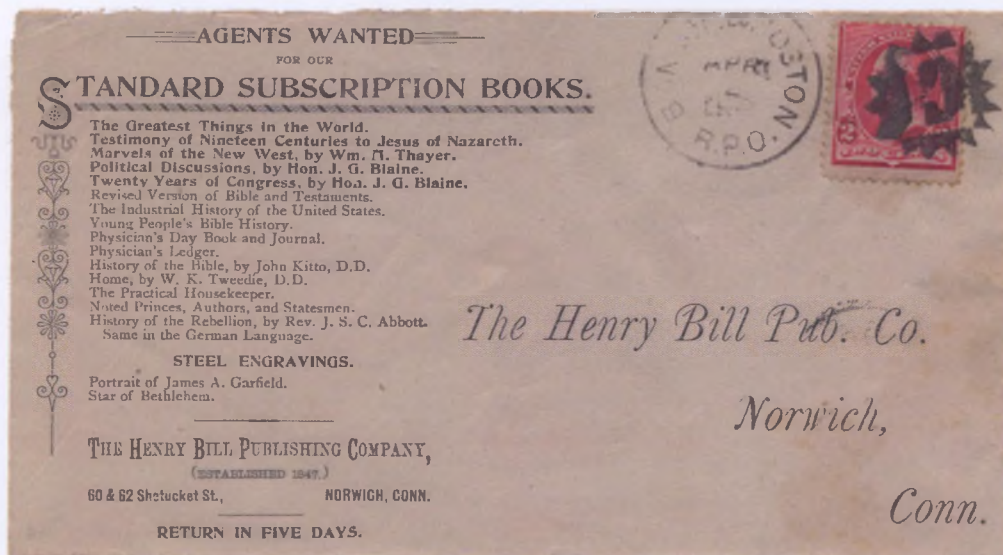 AGENTS WANTED
FOR OUR
STANDARD SUBSCRIPTION BOOKS.
The Greatest Things in the World.
Testimony of Nineteen Centuries to Jesus of Nazareth.
Marvels of the New West, by Wm. M. Thayer.
Political Discussions, by Hon. J. G. Blaine.
Twenty Years of Congress, by Hon. J. G. Blaine.
Revised Version of Bible and Testaments.
The Industrial History of the United States.
Young People's Bible History.
Physician's Day Book and Journal.
Physician's Ledger.
History of the Bible, by John Kitto, D.D.
Home, by W. K. Tweedie, D.D.
The Practical Housekeeper.
Noted Princes, Authors, and Statesmen.
History of the Rebellion, by Rev. J. S. C. Abbott.
Same in the German Language.
STEEL ENGRAVINGS.
Portrait of James A. Garfield.
Star of Bethlehem.
THE HENRY BILL PUBLISHING COMPANY,
(ESTABLISHED 1847.)
60 & 62 Shetucket St., NORWICH, CONN.
RETURN IN FIVE DAYS.
BOSTON
APR
R.P.O.
The Henry Bill Pub. Co.
Norwich,
Conn.